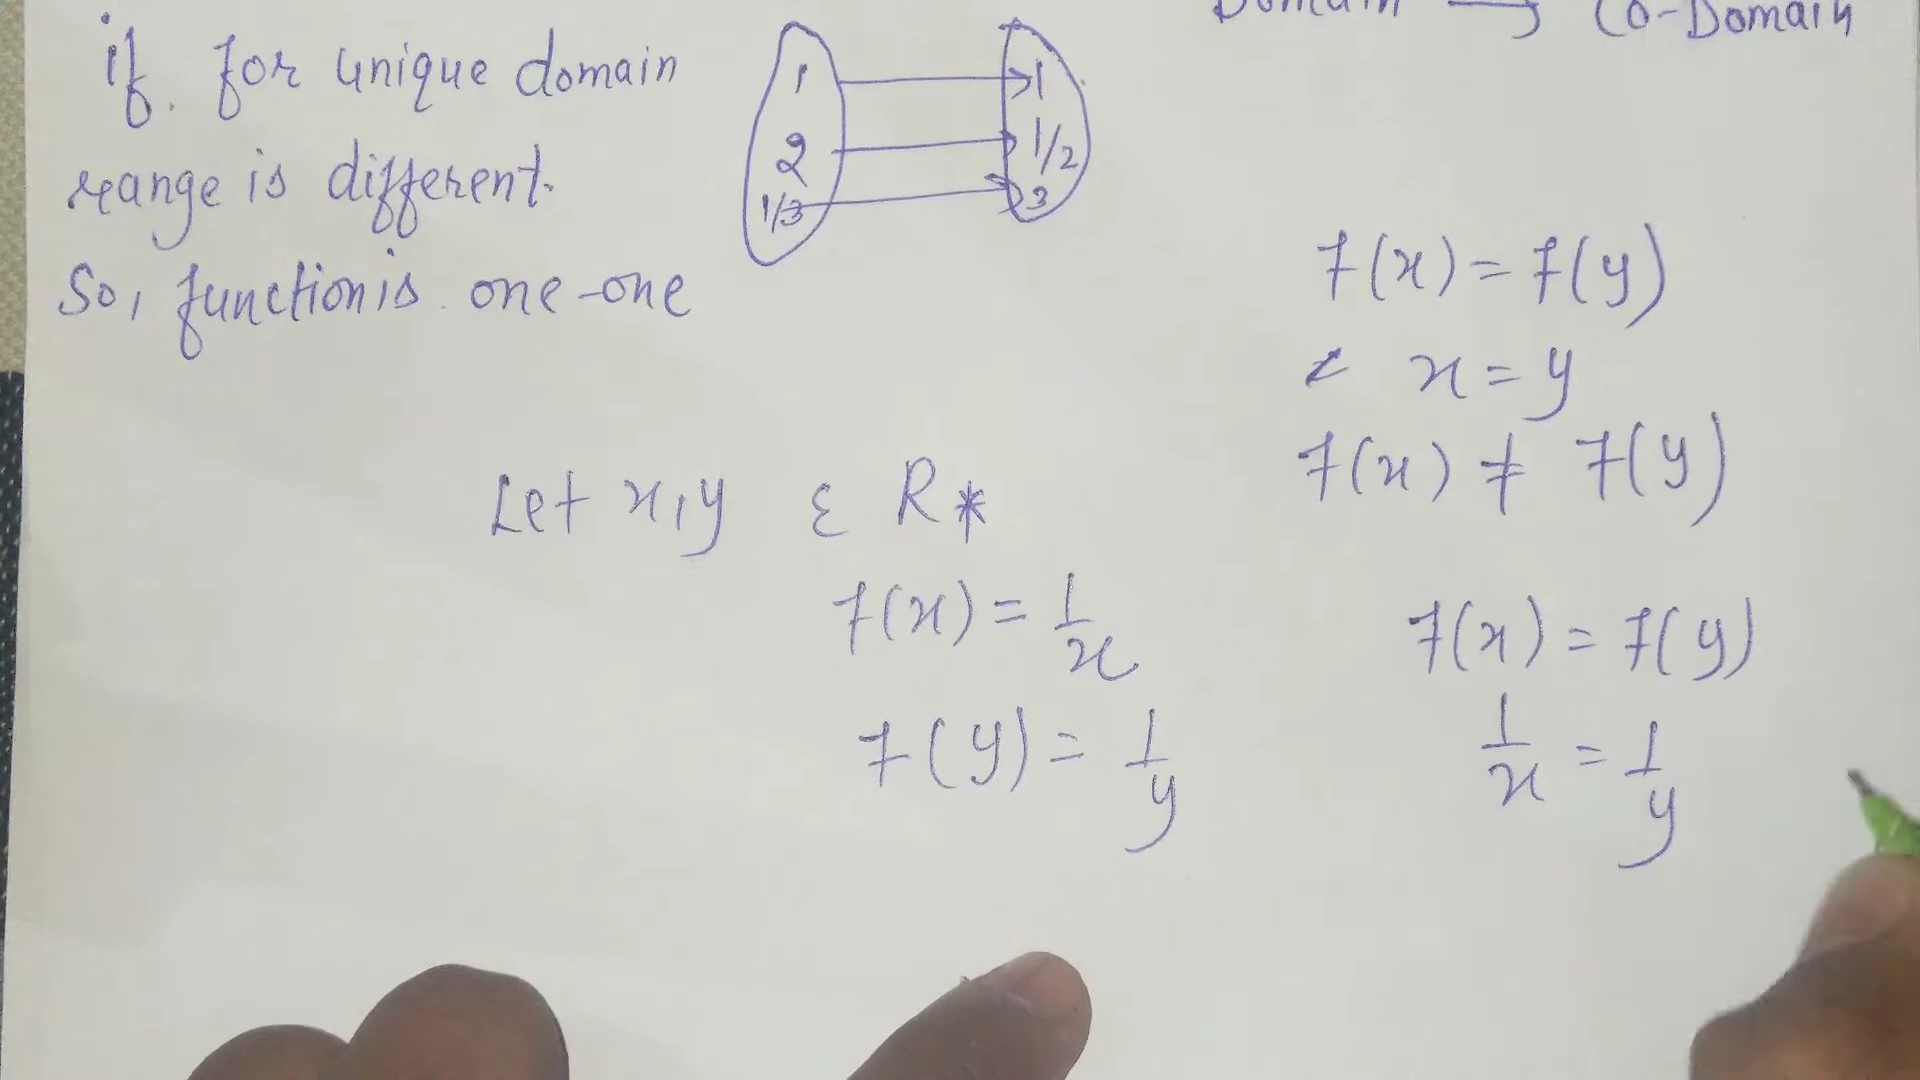 Domain → Co-Domain
if for unique domain
range is different.
So, function is one-one
1 → 1
2 → 1/2
1/3 → 3
f(x) = f(y)
x = y
f(x) ≠ f(y)
Let x, y ε R*
f(x) = 1/x
f(y) = 1/y
f(x) = f(y)
1/x = 1/y